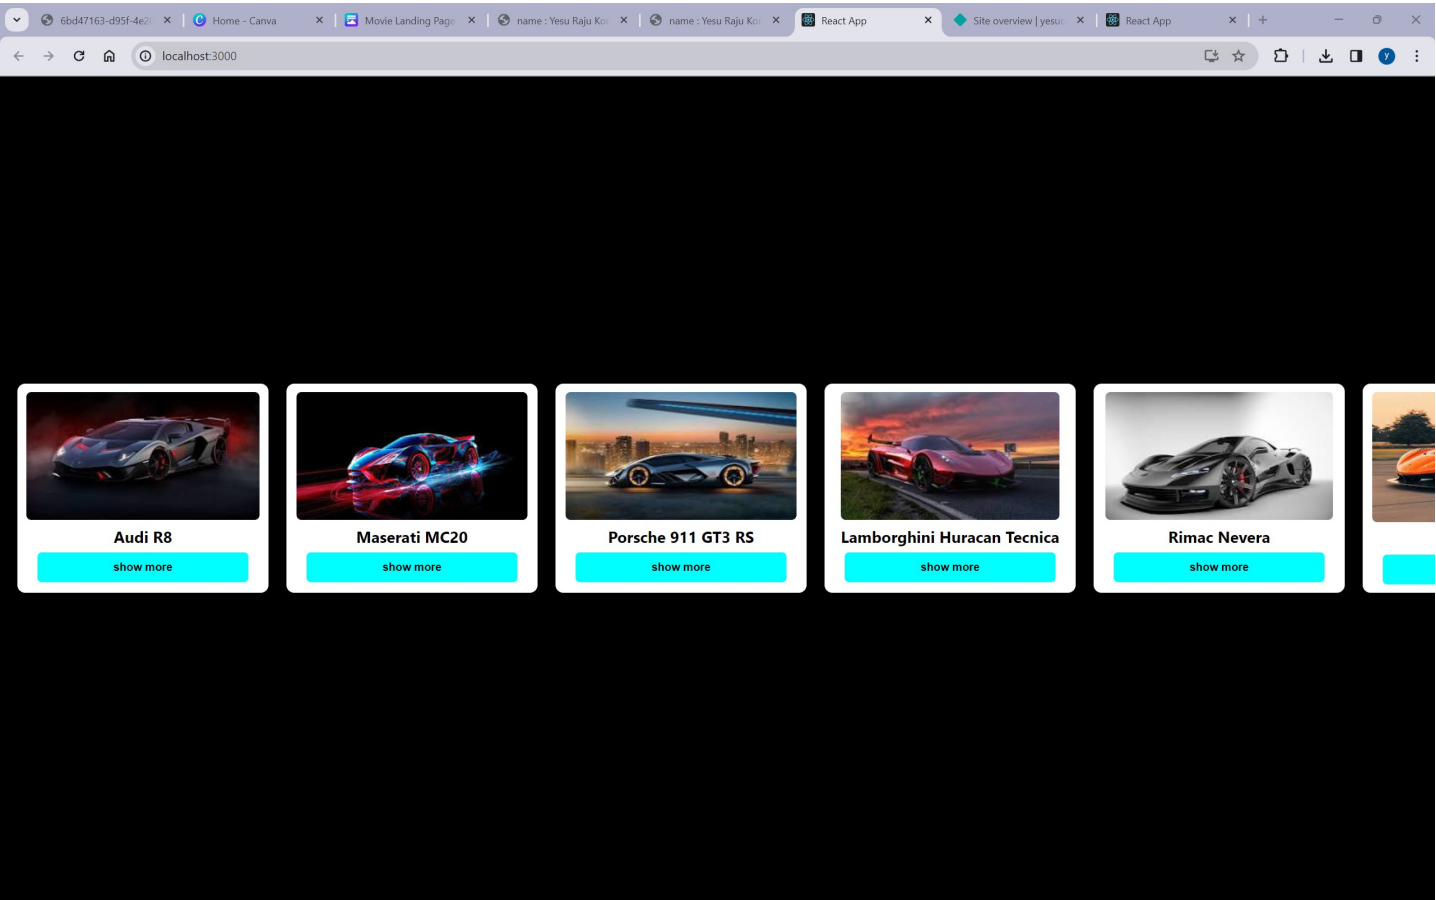 6bd47163-d95f-4e2
Home - Canva
Movie Landing Page
name : Yesu Raju Ko
name : Yesu Raju Ko
React App
Site overview | yesu
React App
localhost:3000
y
Audi R8
show more
Maserati MC20
show more
Porsche 911 GT3 RS
show more
Lamborghini Huracan Tecnica
show more
Rimac Nevera
show more